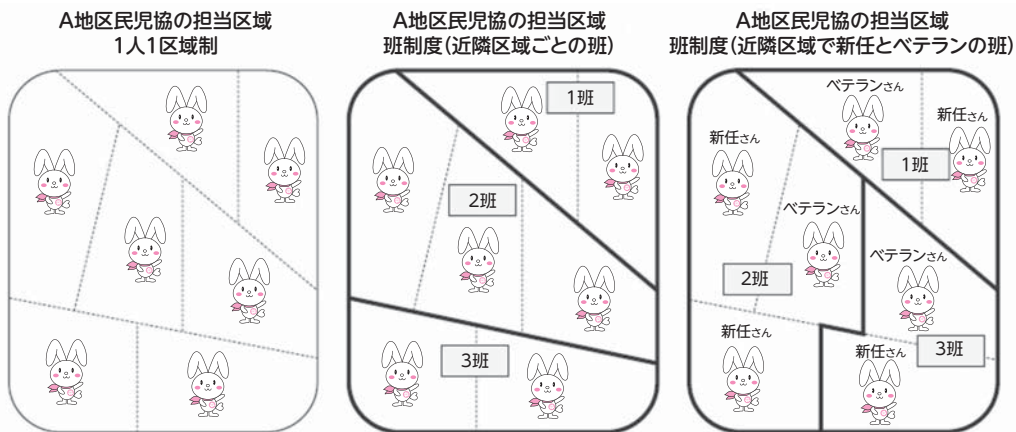 A地区民児協の担当区域
1人1区域制
A地区民児協の担当区域
班制度(近隣区域ごとの班)
1班
2班
3班
A地区民児協の担当区域
班制度(近隣区域で新任とベテランの班)
ベテランさん
新任さん
新任さん
1班
ベテランさん
ベテランさん
2班
新任さん
新任さん
3班